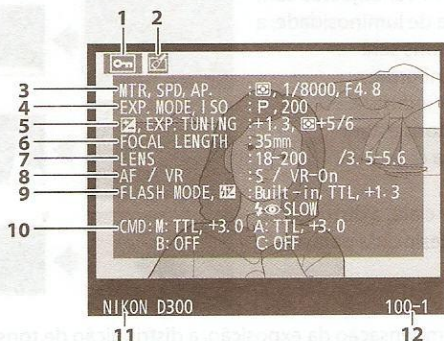 1 2
3 MTR, SPD, AP. : , 1/8000, F4. 8
4 EXP. MODE, ISO : P, 200
5 , EXP. TUNING : +1. 3, +5/6
6 FOCAL LENGTH : 35mm
7 LENS : 18-200 /3. 5-5. 6
8 AF / VR : S / VR-On
9 FLASH MODE, : Built-in, TTL, +1. 3
SLOW
10 CMD: M: TTL, +3. 0 A: TTL, +3. 0
B: OFF C: OFF
NIKON D300 100-1
11 12